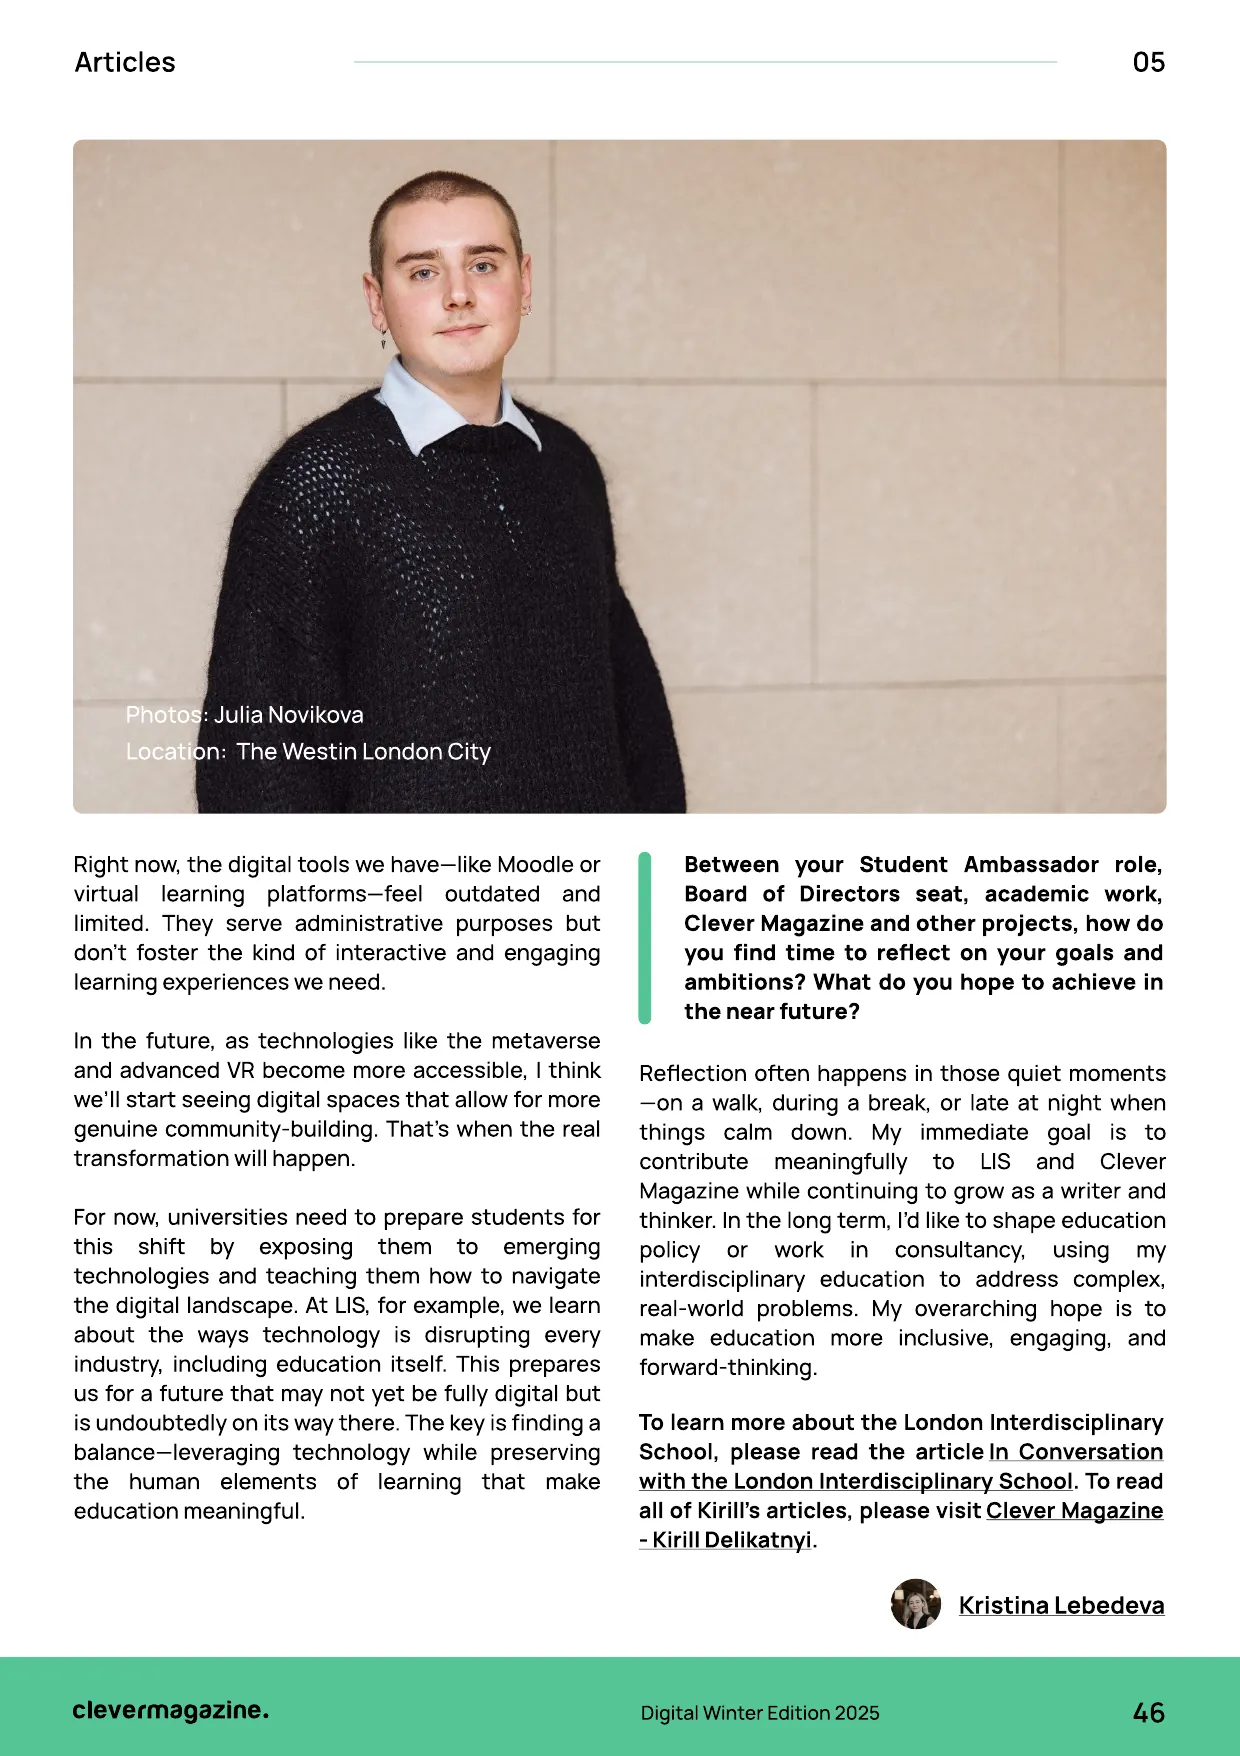 Articles
05
Photos: Julia Novikova
Location:  The Westin London City
Right now, the digital tools we have—like Moodle or
virtual learning platforms—feel outdated and
limited. They serve administrative purposes but
don’t foster the kind of interactive and engaging
learning experiences we need.
In the future, as technologies like the metaverse
and advanced VR become more accessible, I think
we’ll start seeing digital spaces that allow for more
genuine community-building. That’s when the real
transformation will happen.
For now, universities need to prepare students for
this shift by exposing them to emerging
technologies and teaching them how to navigate
the digital landscape. At LIS, for example, we learn
about the ways technology is disrupting every
industry, including education itself. This prepares
us for a future that may not yet be fully digital but
is undoubtedly on its way there. The key is finding a
balance—leveraging technology while preserving
the human elements of learning that make
education meaningful.
Between your Student Ambassador role,
Board of Directors seat, academic work,
Clever Magazine and other projects, how do
you find time to reflect on your goals and
ambitions? What do you hope to achieve in
the near future?
Reflection often happens in those quiet moments
—on a walk, during a break, or late at night when
things calm down. My immediate goal is to
contribute meaningfully to LIS and Clever
Magazine while continuing to grow as a writer and
thinker. In the long term, I’d like to shape education
policy or work in consultancy, using my
interdisciplinary education to address complex,
real-world problems. My overarching hope is to
make education more inclusive, engaging, and
forward-thinking.
To learn more about the London Interdisciplinary
School, please read the article In Conversation
with the London Interdisciplinary School. To read
all of Kirill’s articles, please visit Clever Magazine
- Kirill Delikatnyi.
Kristina Lebedeva
clevermagazine.
Digital Winter Edition 2025
46